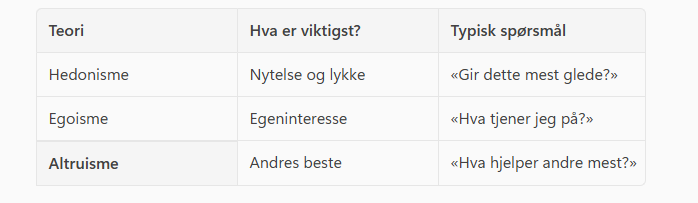 Teori Hva er viktigst? Typisk spørsmål
Hedonisme Nytelse og lykke «Gir dette mest glede?»
Egoisme Egeninteresse «Hva tjener jeg på?»
Altruisme Andres beste «Hva hjelper andre mest?»